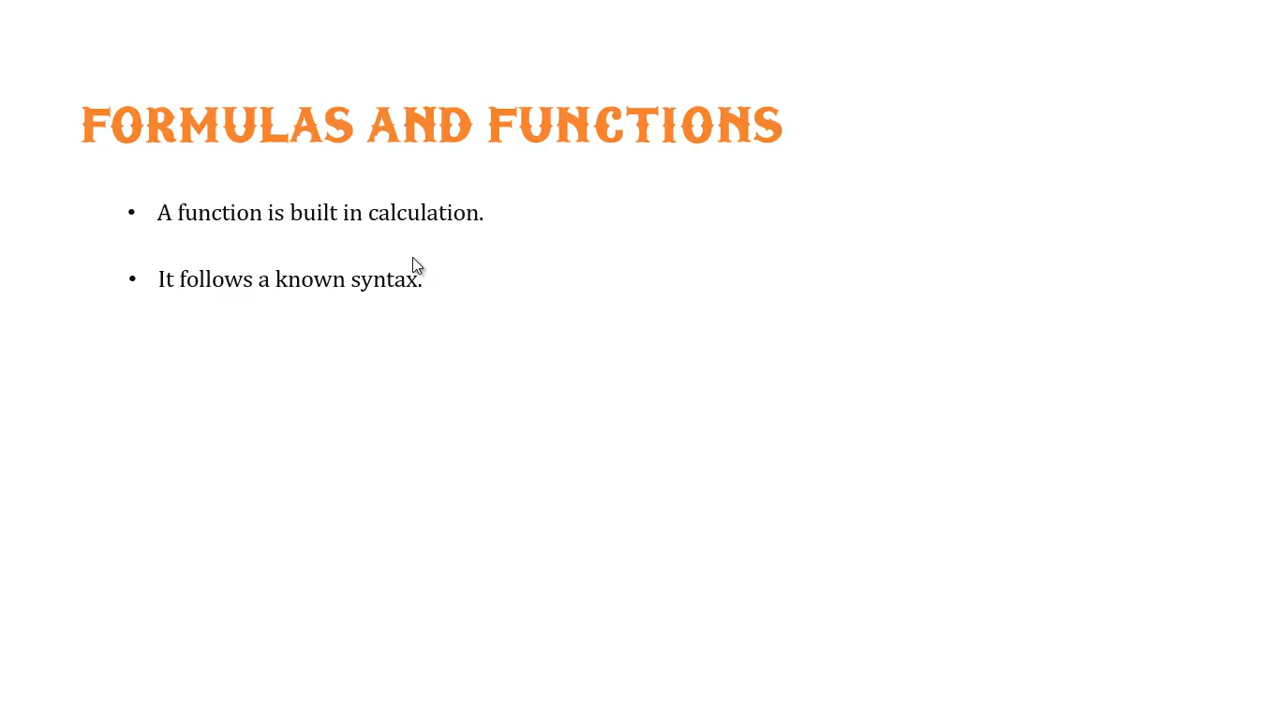 FORMULAS AND FUNCTIONS
• A function is built in calculation.
• It follows a known syntax.